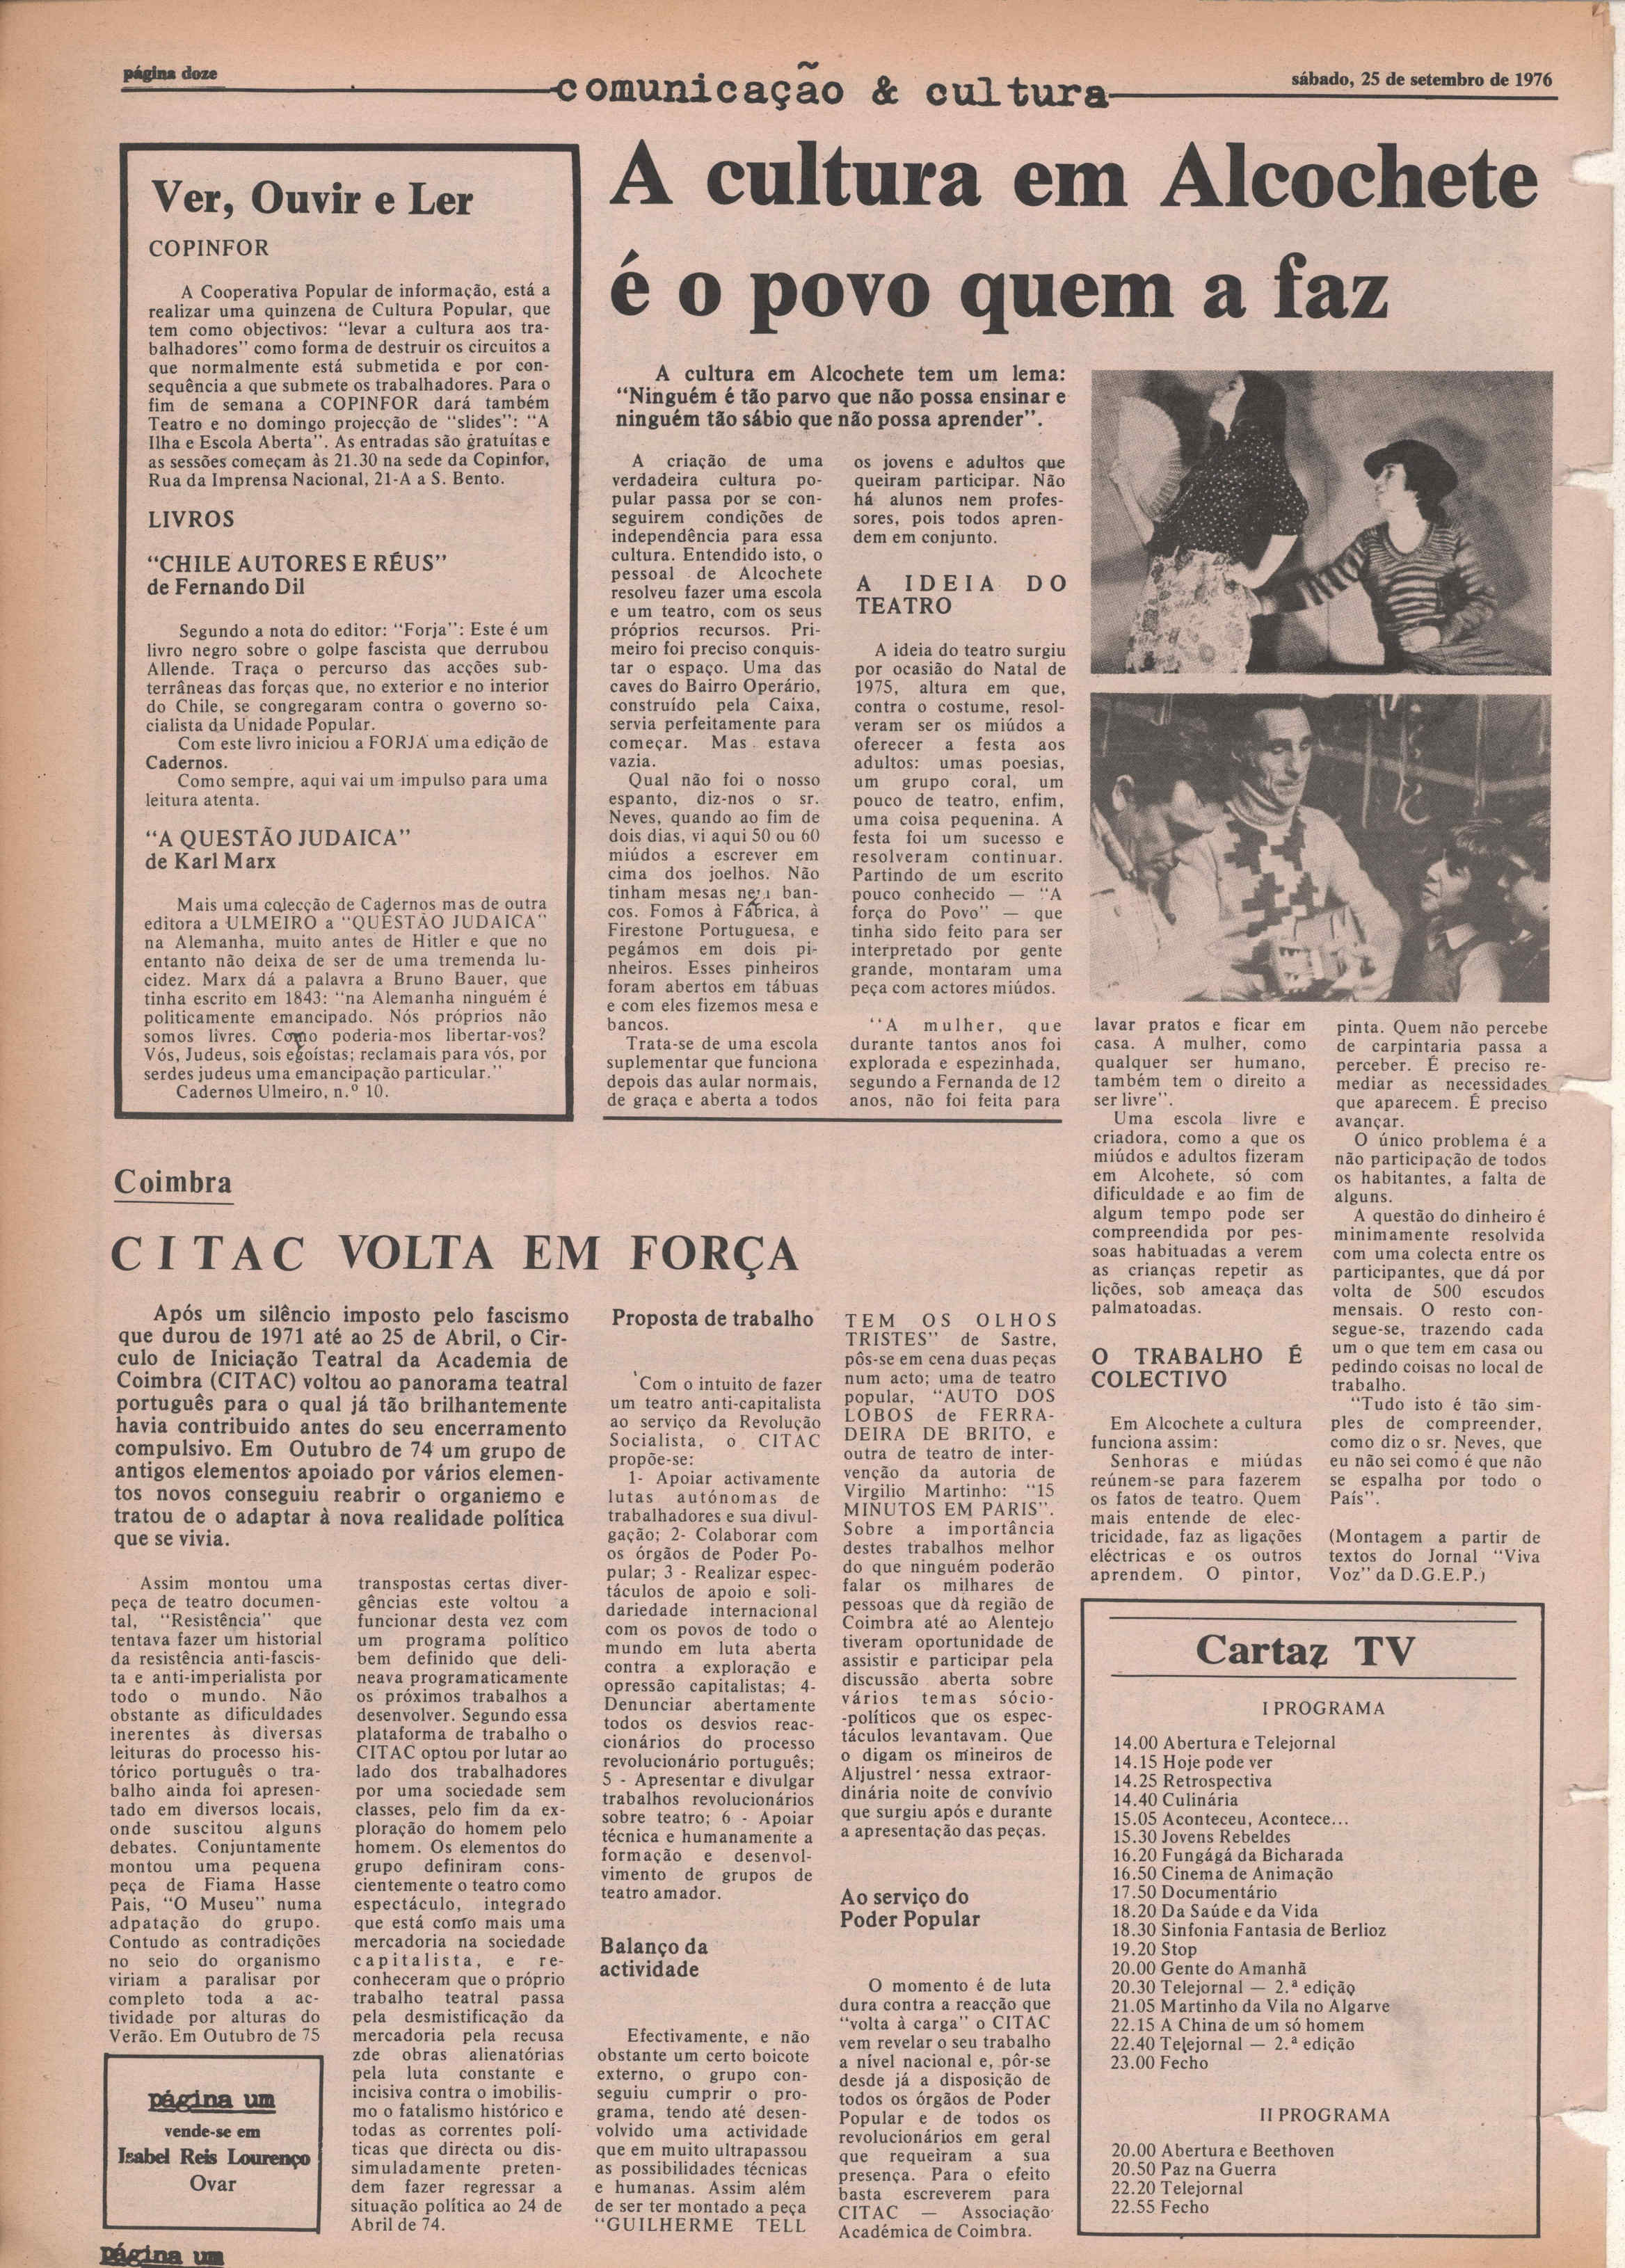 página doze
comunicação & cultura
sábado, 25 de setembro de 1976
Ver, Ouvir e Ler
COPINFOR
A Cooperativa Popular de informação, está a
realizar uma quinzena de Cultura Popular, que
tem como objectivos: “levar a cultura aos tra-
balhadores” como forma de destruir os circuitos a
que normalmente está submetida e por con-
sequência a que submete os trabalhadores. Para o
fim de semana a COPINFOR dará também
Teatro e no domingo projecção de “slides”: “A
Ilha e Escola Aberta”. As entradas são gratuítas e
as sessões começam às 21.30 na sede da Copinfor,
Rua da Imprensa Nacional, 21-A a S. Bento.
LIVROS
“CHILE AUTORES E RÉUS”
de Fernando Dil
Segundo a nota do editor: “Forja”: Este é um
livro negro sobre o golpe fascista que derrubou
Allende. Traça o percurso das acções sub-
terrâneas das forças que, no exterior e no interior
do Chile, se congregaram contra o governo so-
cialista da Unidade Popular.
Com este livro iniciou a FORJA uma edição de
Cadernos.
Como sempre, aqui vai um impulso para uma
leitura atenta.
“A QUESTÃO JUDAICA”
de Karl Marx
Mais uma colecção de Cadernos mas de outra
editora a ULMEIRO a “QUESTÃO JUDAICA”
na Alemanha, muito antes de Hitler e que no
entanto não deixa de ser de uma tremenda lu-
cidez. Marx dá a palavra a Bruno Bauer, que
tinha escrito em 1843: “na Alemanha ninguém é
politicamente emancipado. Nós próprios não
somos livres. Como poderia-mos libertar-vos?
Vós, Judeus, sois egoístas; reclamais para vós, por
serdes judeus uma emancipação particular.”
Cadernos Ulmeiro, n.º 10.
A cultura em Alcochete
é o povo quem a faz
A cultura em Alcochete tem um lema:
“Ninguém é tão parvo que não possa ensinar e
ninguém tão sábio que não possa aprender”.
A criação de uma
verdadeira cultura po-
pular passa por se con-
seguirem condições de
independência para essa
cultura. Entendido isto, o
pessoal de Alcochete
resolveu fazer uma escola
e um teatro, com os seus
próprios recursos. Pri-
meiro foi preciso conquis-
tar o espaço. Uma das
caves do Bairro Operário,
construído pela Caixa,
servia perfeitamente para
começar. Mas estava
vazia.
Qual não foi o nosso
espanto, diz-nos o sr.
Neves, quando ao fim de
dois dias, vi aqui 50 ou 60
miúdos a escrever em
cima dos joelhos. Não
tinham mesas nem ban-
cos. Fomos à Fábrica, à
Firestone Portuguesa, e
pegámos em dois pi-
nheiros. Esses pinheiros
foram abertos em tábuas
e com eles fizemos mesa e
bancos.
Trata-se de uma escola
suplementar que funciona
depois das aular normais,
de graça e aberta a todos
os jovens e adultos que
queiram participar. Não
há alunos nem profes-
sores, pois todos apren-
dem em conjunto.
A IDEIA DO
TEATRO
A ideia do teatro surgiu
por ocasião do Natal de
1975, altura em que,
contra o costume, resol-
veram ser os miúdos a
oferecer a festa aos
adultos: umas poesias,
um grupo coral, um
pouco de teatro, enfim,
uma coisa pequenina. A
festa foi um sucesso e
resolveram continuar.
Partindo de um escrito
pouco conhecido — “A
força do Povo” — que
tinha sido feito para ser
interpretado por gente
grande, montaram uma
peça com actores miúdos.
“A mulher, que
durante tantos anos foi
explorada e espezinhada,
segundo a Fernanda de 12
anos, não foi feita para
lavar pratos e ficar em
casa. A mulher, como
qualquer ser humano,
também tem o direito a
ser livre”.
Uma escola livre e
criadora, como a que os
miúdos e adultos fizeram
em Alcohete, só com
dificuldade e ao fim de
algum tempo pode ser
compreendida por pes-
soas habituadas a verem
as crianças repetir as
lições, sob ameaça das
palmatoadas.
O TRABALHO É
COLECTIVO
Em Alcochete a cultura
funciona assim:
Senhoras e miúdas
reúnem-se para fazerem
os fatos de teatro. Quem
mais entende de elec-
tricidade, faz as ligações
eléctricas e os outros
aprendem. O pintor,
pinta. Quem não percebe
de carpintaria passa a
perceber. É preciso re-
mediar as necessidades
que aparecem. É preciso
avançar.
O único problema é a
não participação de todos
os habitantes, a falta de
alguns.
A questão do dinheiro é
minimamente resolvida
com uma colecta entre os
participantes, que dá por
volta de 500 escudos
mensais. O resto con-
segue-se, trazendo cada
um o que tem em casa ou
pedindo coisas no local de
trabalho.
“Tudo isto é tão sim-
ples de compreender,
como diz o sr. Neves, que
eu não sei como é que não
se espalha por todo o
País”.
(Montagem a partir de
textos do Jornal “Viva
Voz” da D.G.E.P.)
Coimbra
CITAC VOLTA EM FORÇA
Após um silêncio imposto pelo fascismo
que durou de 1971 até ao 25 de Abril, o Cir-
culo de Iniciação Teatral da Academia de
Coimbra (CITAC) voltou ao panorama teatral
português para o qual já tão brilhantemente
havia contribuido antes do seu encerramento
compulsivo. Em Outubro de 74 um grupo de
antigos elementos apoiado por vários elemen-
tos novos conseguiu reabrir o organiemo e
tratou de o adaptar à nova realidade política
que se vivia.
Assim montou uma
peça de teatro documen-
tal, “Resistência” que
tentava fazer um historial
da resistência anti-fascis-
ta e anti-imperialista por
todo o mundo. Não
obstante as dificuldades
inerentes às diversas
leituras do processo his-
tórico português o tra-
balho ainda foi apresen-
tado em diversos locais,
onde suscitou alguns
debates. Conjuntamente
montou uma pequena
peça de Fiama Hasse
Pais, “O Museu” numa
adpatação do grupo.
Contudo as contradições
no seio do organismo
viriam a paralisar por
completo toda a ac-
tividade por alturas do
Verão. Em Outubro de 75
transpostas certas diver-
gências este voltou a
funcionar desta vez com
um programa político
bem definido que deli-
neava programaticamente
os próximos trabalhos a
desenvolver. Segundo essa
plataforma de trabalho o
CITAC optou por lutar ao
lado dos trabalhadores
por uma sociedade sem
classes, pelo fim da ex-
ploração do homem pelo
homem. Os elementos do
grupo definiram cons-
cientemente o teatro como
espectáculo, integrado
que está como mais uma
mercadoria na sociedade
capitalista, e re-
conheceram que o próprio
trabalho teatral passa
pela desmistificação da
mercadoria pela recusa
zde obras alienatórias
pela luta constante e
incisiva contra o imobilis-
mo o fatalismo histórico e
todas as correntes polí-
ticas que directa ou dis-
simuladamente preten-
dem fazer regressar a
situação política ao 24 de
Abril de 74.
Proposta de trabalho
'Com o intuito de fazer
um teatro anti-capitalista
ao serviço da Revolução
Socialista, o CITAC
propõe-se:
1- Apoiar activamente
lutas autónomas de
trabalhadores e sua divul-
gação; 2- Colaborar com
os órgãos de Poder Po-
pular; 3 - Realizar espec-
táculos de apoio e soli-
dariedade internacional
com os povos de todo o
mundo em luta aberta
contra a exploração e
opressão capitalistas; 4-
Denunciar abertamente
todos os desvios reac-
cionários do processo
revolucionário português;
5 - Apresentar e divulgar
trabalhos revolucionários
sobre teatro; 6 - Apoiar
técnica e humanamente a
formação e desenvol-
vimento de grupos de
teatro amador.
Balanço da
actividade
Efectivamente, e não
obstante um certo boicote
externo, o grupo con-
seguiu cumprir o pro-
grama, tendo até desen-
volvido uma actividade
que em muito ultrapassou
as possibilidades técnicas
e humanas. Assim além
de ser ter montado a peça
“GUILHERME TELL
TEM OS OLHOS
TRISTES” de Sastre,
pôs-se em cena duas peças
num acto; uma de teatro
popular, “AUTO DOS
LOBOS de FERRA-
DEIRA DE BRITO, e
outra de teatro de inter-
venção da autoria de
Virgilio Martinho: “15
MINUTOS EM PARIS”.
Sobre a importância
destes trabalhos melhor
do que ninguém poderão
falar os milhares de
pessoas que da região de
Coimbra até ao Alentejo
tiveram oportunidade de
assistir e participar pela
discussão aberta sobre
vários temas sócio-
-políticos que os espec-
táculos levantavam. Que
o digam os mineiros de
Aljustrel nessa extraor-
dinária noite de convívio
que surgiu após e durante
a apresentação das peças.
Ao serviço do
Poder Popular
O momento é de luta
dura contra a reacção que
“volta à carga” o CITAC
vem revelar o seu trabalho
a nível nacional e, pôr-se
desde já a disposição de
todos os órgãos de Poder
Popular e de todos os
revolucionários em geral
que requeiram a sua
presença. Para o efeito
basta escreverem para
CITAC — Associação
Académica de Coimbra.
página um
vende-se em
Isabel Reis Lourenço
Ovar
Cartaz TV
I PROGRAMA
14.00 Abertura e Telejornal
14.15 Hoje pode ver
14.25 Retrospectiva
14.40 Culinária
15.05 Aconteceu, Acontece...
15.30 Jovens Rebeldes
16.20 Fungágá da Bicharada
16.50 Cinema de Animação
17.50 Documentário
18.20 Da Saúde e da Vida
18.30 Sinfonia Fantasia de Berlioz
19.20 Stop
20.00 Gente do Amanhã
20.30 Telejornal — 2.ª edição
21.05 Martinho da Vila no Algarve
22.15 A China de um só homem
22.40 Telejornal — 2.ª edição
23.00 Fecho
II PROGRAMA
20.00 Abertura e Beethoven
20.50 Paz na Guerra
22.20 Telejornal
22.55 Fecho
página um